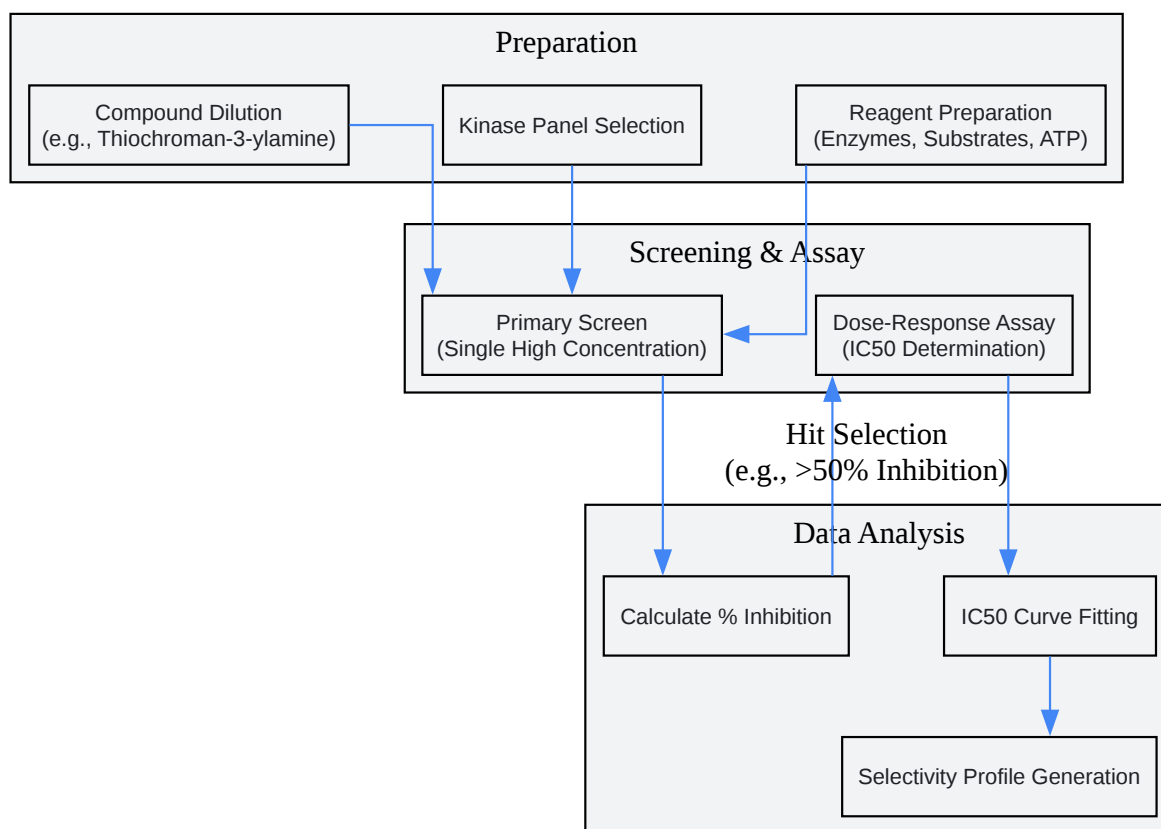 Preparation
Compound Dilution
(e.g., Thiochroman-3-ylamine)
Kinase Panel Selection
Reagent Preparation
(Enzymes, Substrates, ATP)
Screening & Assay
Primary Screen
(Single High Concentration)
Dose-Response Assay
(IC50 Determination)
Hit Selection
(e.g., >50% Inhibition)
Data Analysis
Calculate % Inhibition
IC50 Curve Fitting
Selectivity Profile Generation